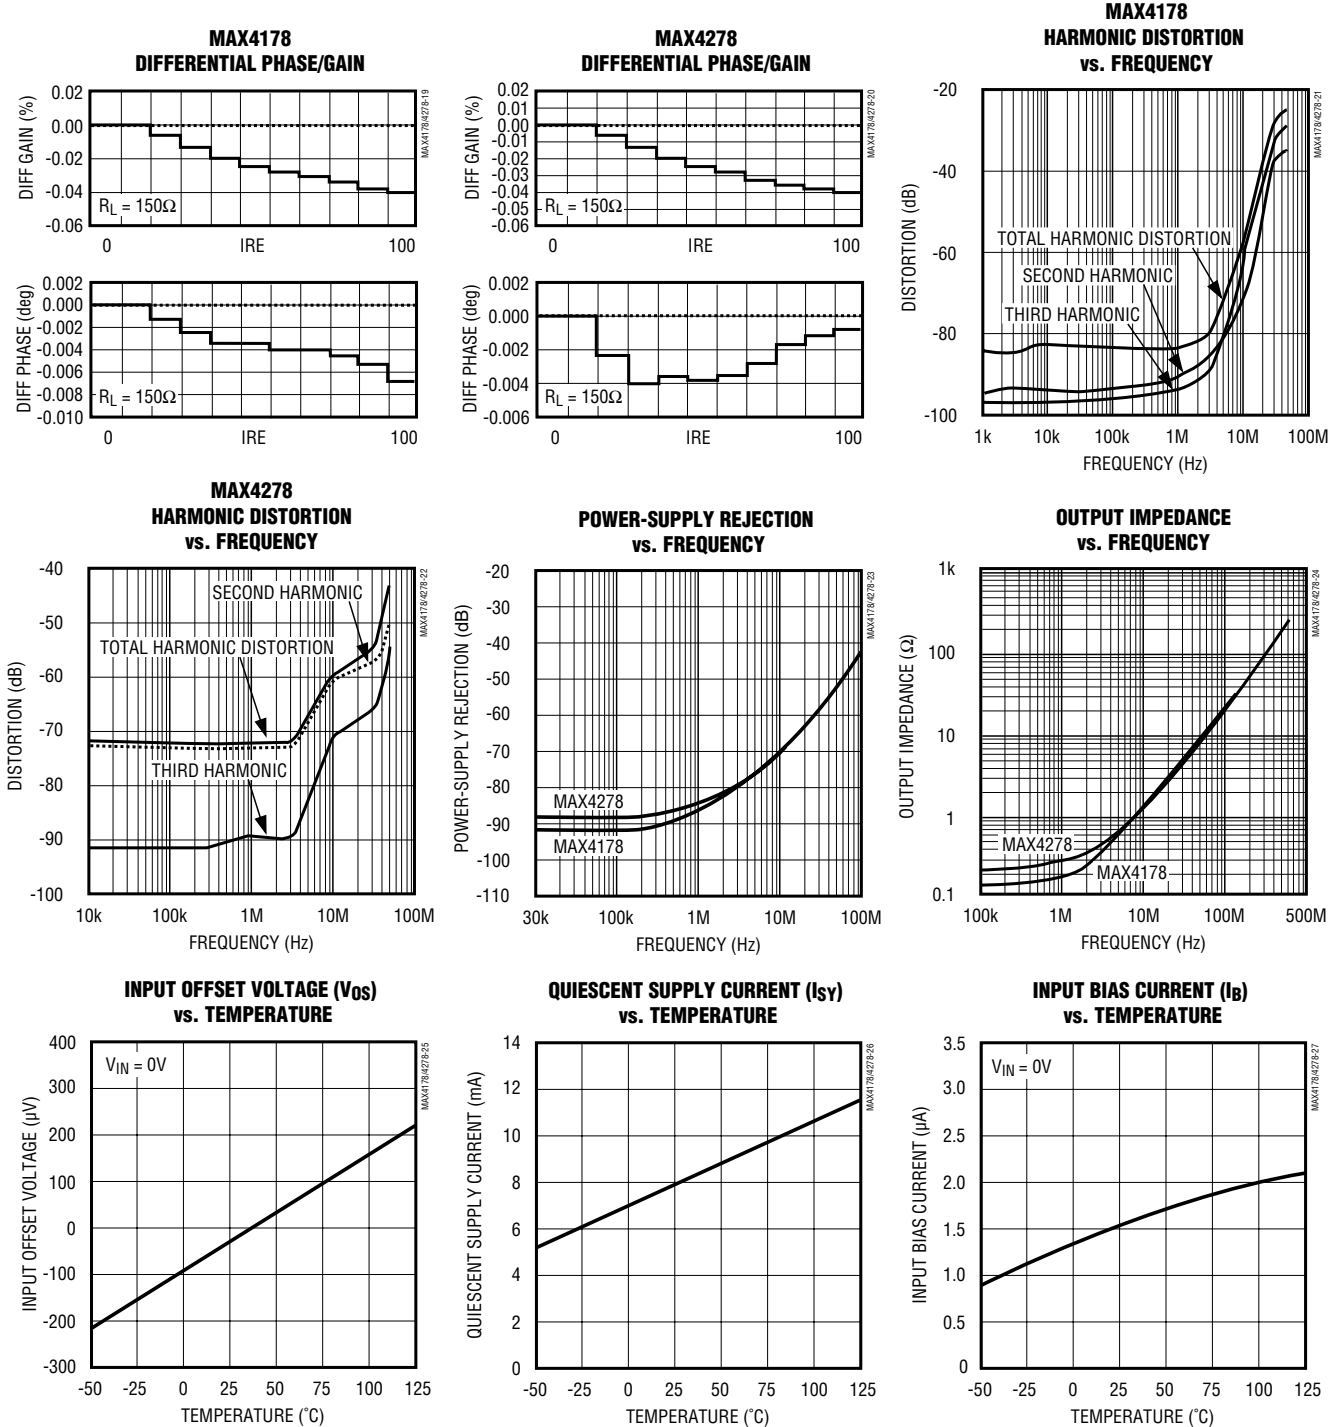 MAX4178
DIFFERENTIAL PHASE/GAIN
DIFF GAIN (%)
0.02
0.00
-0.02
-0.04
-0.06
RL = 150Ω
0 IRE 100
MAX4178/4278-19
DIFF PHASE (deg)
0.002
0.000
-0.002
-0.004
-0.006
-0.008
-0.010
RL = 150Ω
0 IRE 100
MAX4278
DIFFERENTIAL PHASE/GAIN
DIFF GAIN (%)
0.02
0.01
0.00
-0.01
-0.02
-0.03
-0.04
-0.05
-0.06
RL = 150Ω
0 IRE 100
MAX4178/4278-20
DIFF PHASE (deg)
0.002
0.000
-0.002
-0.004
-0.006
RL = 150Ω
0 IRE 100
MAX4178
HARMONIC DISTORTION
vs. FREQUENCY
DISTORTION (dB)
-20
-40
-60
-80
-100
TOTAL HARMONIC DISTORTION
SECOND HARMONIC
THIRD HARMONIC
1k 10k 100k 1M 10M 100M
FREQUENCY (Hz)
MAX4178/4278-21
MAX4278
HARMONIC DISTORTION
vs. FREQUENCY
DISTORTION (dB)
-40
-50
-60
-70
-80
-90
-100
SECOND HARMONIC
TOTAL HARMONIC DISTORTION
THIRD HARMONIC
10k 100k 1M 10M 100M
FREQUENCY (Hz)
MAX4178/4278-22
POWER-SUPPLY REJECTION
vs. FREQUENCY
POWER-SUPPLY REJECTION (dB)
-20
-30
-40
-50
-60
-70
-80
-90
-100
-110
MAX4278
MAX4178
30k 100k 1M 10M 100M
FREQUENCY (Hz)
MAX4178/4278-23
OUTPUT IMPEDANCE
vs. FREQUENCY
OUTPUT IMPEDANCE (Ω)
1k
100
10
1
0.1
MAX4278
MAX4178
100k 1M 10M 100M 500M
FREQUENCY (Hz)
MAX4178/4278-24
INPUT OFFSET VOLTAGE (VOS)
vs. TEMPERATURE
INPUT OFFSET VOLTAGE (µV)
400
300
200
100
0
-100
-200
-300
VIN = 0V
-50 -25 0 25 50 75 100 125
TEMPERATURE (°C)
MAX4178/4278-25
QUIESCENT SUPPLY CURRENT (ISY)
vs. TEMPERATURE
QUIESCENT SUPPLY CURRENT (mA)
14
12
10
8
6
4
2
0
-50 -25 0 25 50 75 100 125
TEMPERATURE (°C)
MAX4178/4278-26
INPUT BIAS CURRENT (IB)
vs. TEMPERATURE
INPUT BIAS CURRENT (µA)
3.5
3.0
2.5
2.0
1.5
1.0
0.5
0
VIN = 0V
-50 -25 0 25 50 75 100 125
TEMPERATURE (°C)
MAX4178/4278-27